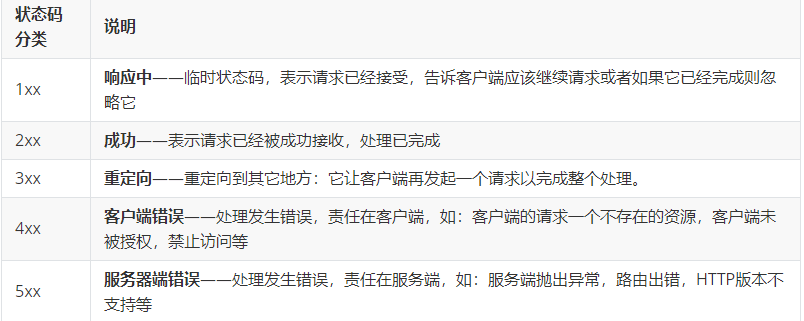 状态码
分类
说明
1xx
响应中——临时状态码，表示请求已经接受，告诉客户端应该继续请求或者如果它已经完成则忽
略它
2xx
成功——表示请求已经被成功接收，处理已完成
3xx
重定向——重定向到其它地方：它让客户端再发起一个请求以完成整个处理。
4xx
客户端错误——处理发生错误，责任在客户端，如：客户端的请求一个不存在的资源，客户端未
被授权，禁止访问等
5xx
服务器端错误——处理发生错误，责任在服务端，如：服务端抛出异常，路由出错，HTTP版本不
支持等